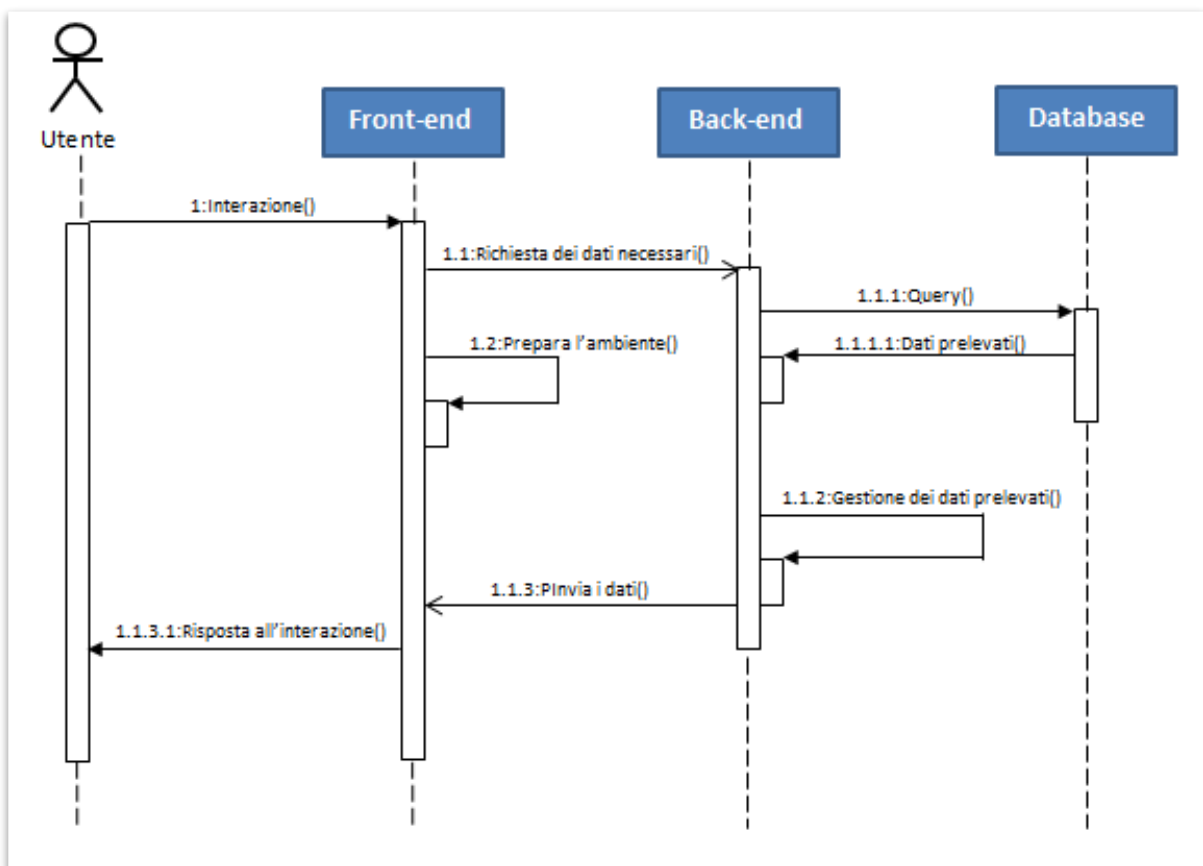 Utente
Front-end
Back-end
Database
1:Interazione()
1.1:Richiesta dei dati necessari()
1.1.1:Query()
1.2:Prepara l'ambiente()
1.1.1.1:Dati prelevati()
1.1.2:Gestione dei dati prelevati()
1.1.3:PInvia i dati()
1.1.3.1:Risposta all'interazione()